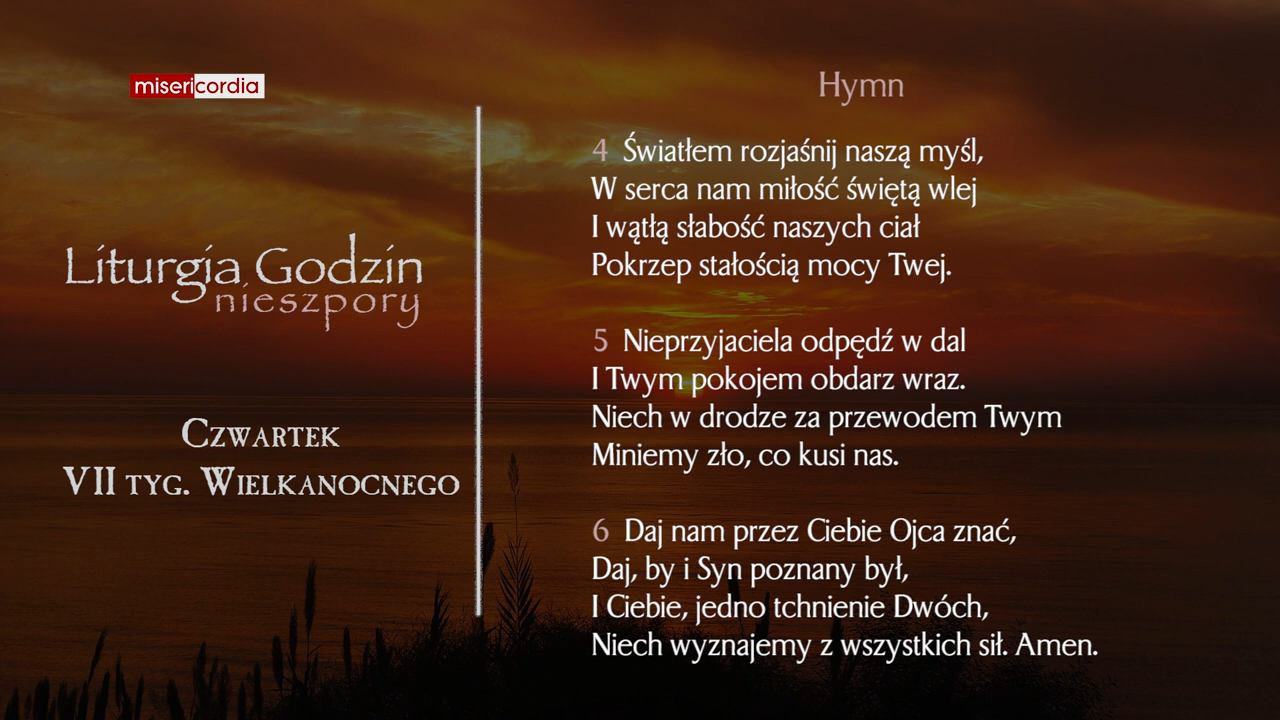 misericordia
Liturgia Godzin
nieszpory
Czwartek
VII tyg. Wielkanocnego
Hymn
4 Światłem rozjaśnij naszą myśl,
W serca nam miłość świętą wlej
I wątłą słabość naszych ciał
Pokrzep stałością mocy Twej.
5 Nieprzyjaciela odpędź w dal
I Twym pokojem obdarz wraz.
Niech w drodze za przewodem Twym
Miniemy zło, co kusi nas.
6 Daj nam przez Ciebie Ojca znać,
Daj, by i Syn poznany był,
I Ciebie, jedno tchnienie Dwóch,
Niech wyznajemy z wszystkich sił. Amen.